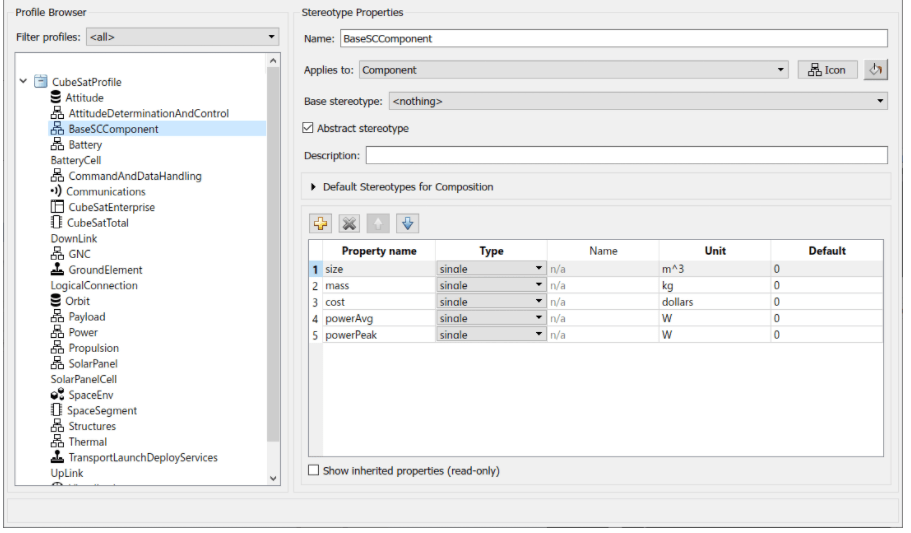 Profile Browser
Filter profiles: <all>
CubeSatProfile
Attitude
AttitudeDeterminationAndControl
BaseSCComponent
Battery
BatteryCell
CommandAndDataHandling
Communications
CubeSatEnterprise
CubeSatTotal
DownLink
GNC
GroundElement
LogicalConnection
Orbit
Payload
Power
Propulsion
SolarPanel
SolarPanelCell
SpaceEnv
SpaceSegment
Structures
Thermal
TransportLaunchDeployServices
UpLink
Stereotype Properties
Name: BaseSCComponent
Applies to: Component Icon
Base stereotype: <nothing>
Abstract stereotype
Description:
Default Stereotypes for Composition
Property name Type Name Unit Default
1 size single n/a m^3 0
2 mass single n/a kg 0
3 cost single n/a dollars 0
4 powerAvg single n/a W 0
5 powerPeak single n/a W 0
Show inherited properties (read-only)